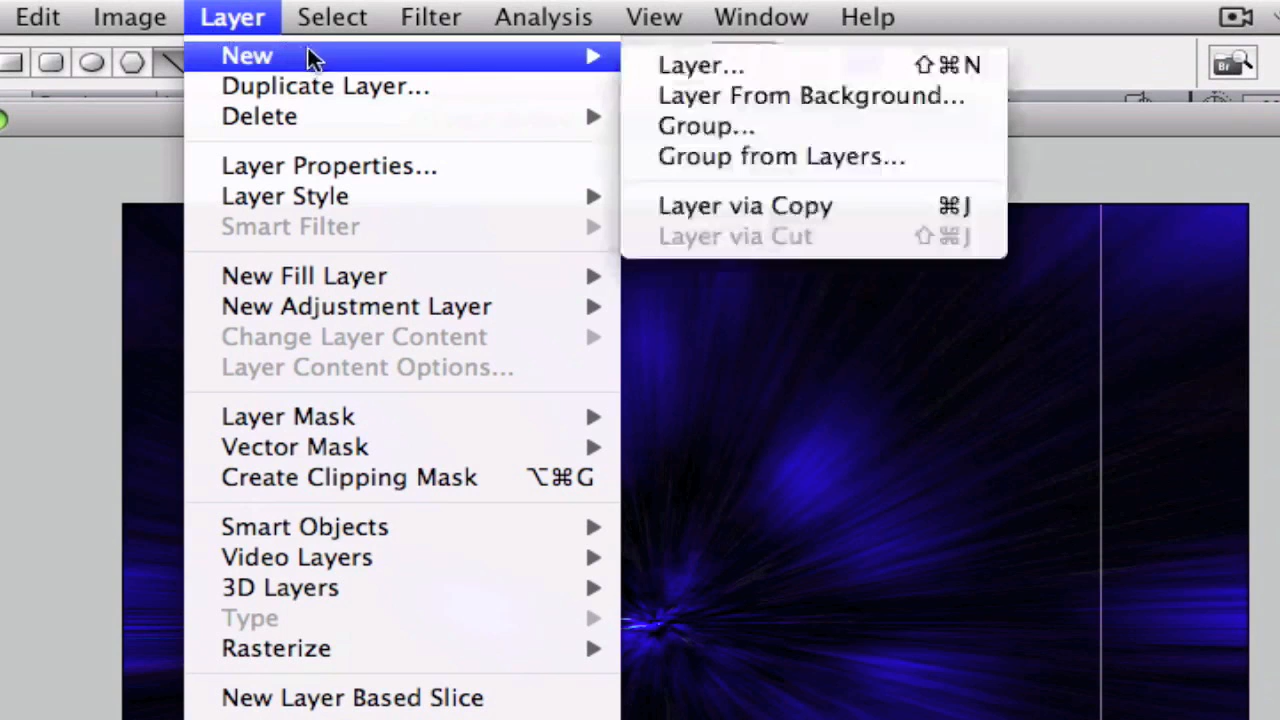 Edit Image Layer Select Filter Analysis View Window Help
New
Duplicate Layer...
Delete
Layer Properties...
Layer Style
Smart Filter
New Fill Layer
New Adjustment Layer
Change Layer Content
Layer Content Options...
Layer Mask
Vector Mask
Create Clipping Mask ⌥⌘G
Smart Objects
Video Layers
3D Layers
Type
Rasterize
New Layer Based Slice
Layer... ⇧⌘N
Layer From Background...
Group...
Group from Layers...
Layer via Copy ⌘J
Layer via Cut ⇧⌘J
Br